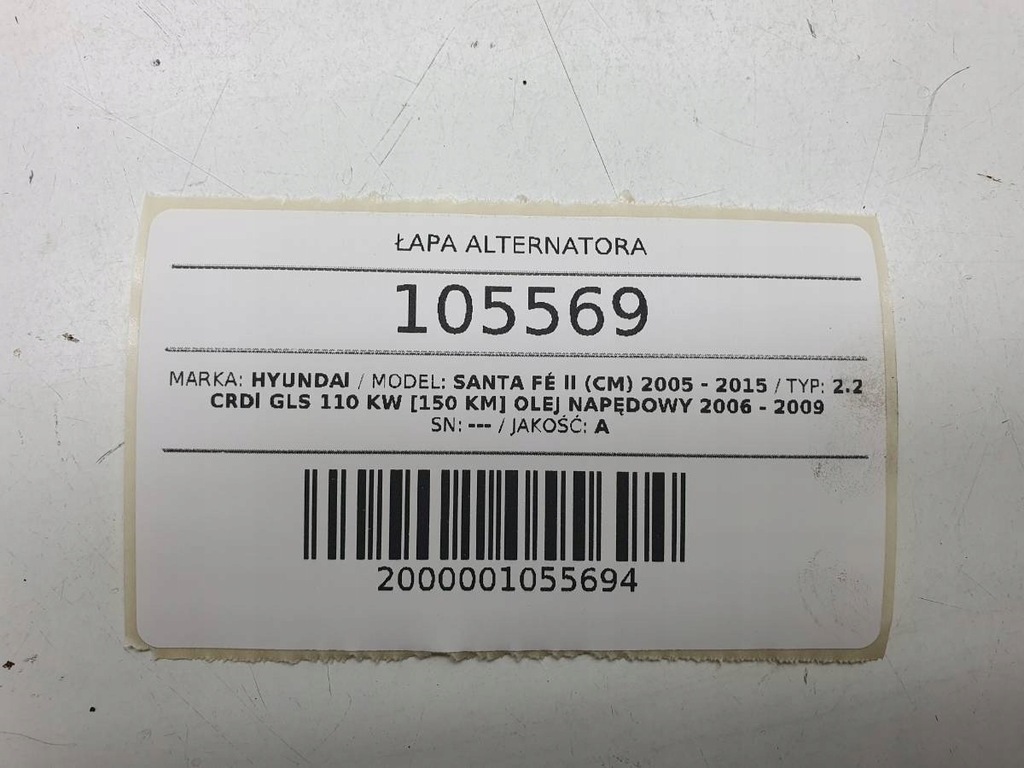 ŁAPA ALTERNATORA
105569
MARKA: HYUNDAI / MODEL: SANTA FÉ II (CM) 2005 - 2015 / TYP: 2.2
CRDI GLS 110 KW [150 KM] OLEJ NAPĘDOWY 2006 - 2009
SN: --- / JAKOŚĆ: A
2000001055694